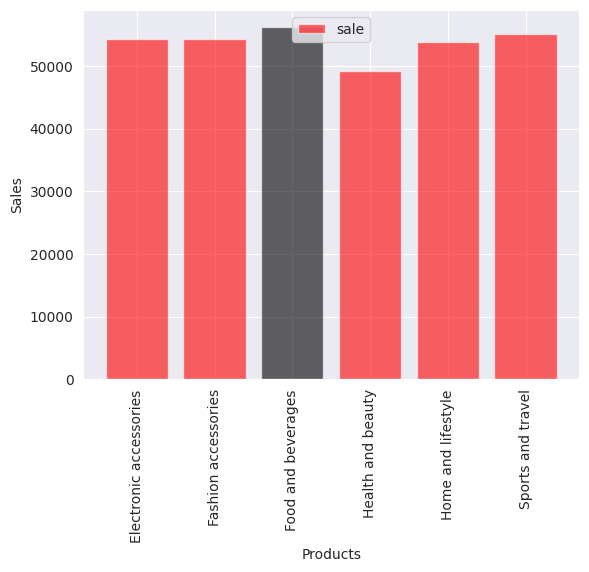 sale
50000
40000
30000
20000
10000
0
Sales
Electronic accessories
Fashion accessories
Food and beverages
Health and beauty
Home and lifestyle
Sports and travel
Products